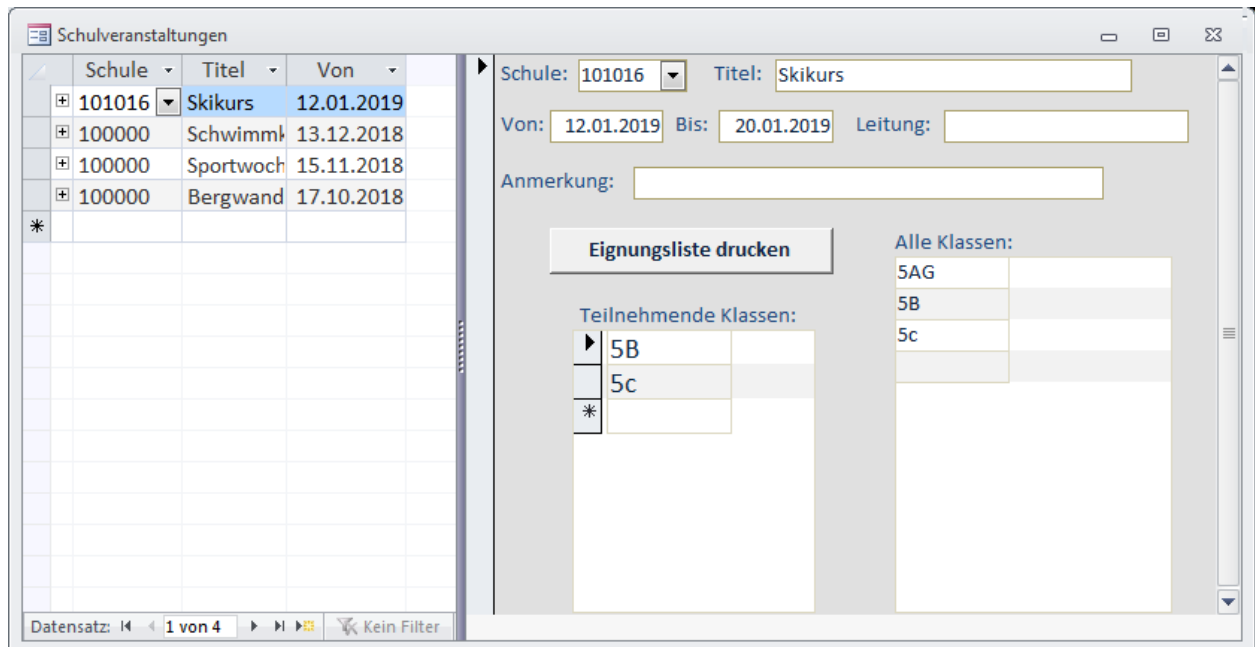 Schulveranstaltungen
Schule Titel Von
101016 Skikurs 12.01.2019
100000 Schwimmk 13.12.2018
100000 Sportwoch 15.11.2018
100000 Bergwand 17.10.2018
Datensatz: 1 von 4 Kein Filter
Schule: 101016 Titel: Skikurs
Von: 12.01.2019 Bis: 20.01.2019 Leitung:
Anmerkung:
Eignungsliste drucken
Teilnehmende Klassen:
5B
5c
Alle Klassen:
5AG
5B
5c